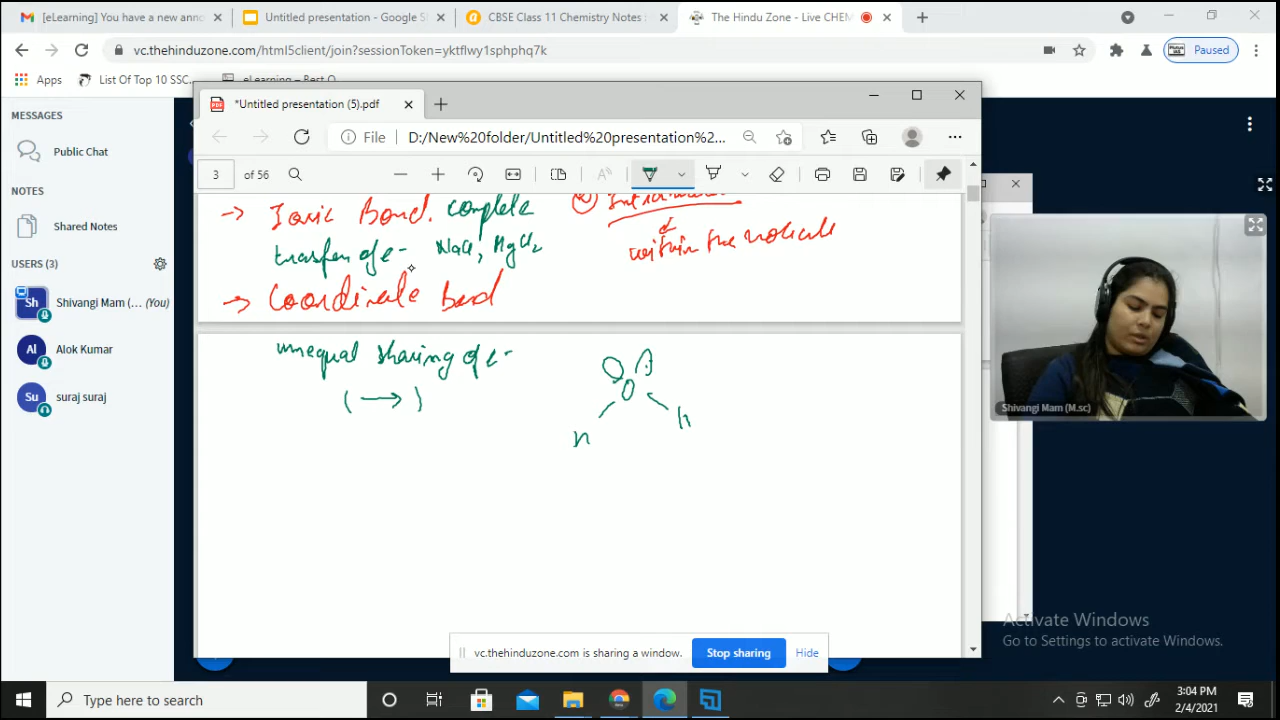 [eLearning] You have a new anno
Untitled presentation - Google S
CBSE Class 11 Chemistry Notes
The Hindu Zone - Live CHEM
vc.thehinduzone.com/html5client/join?sessionToken=yktflwy1sphphq7k
Paused
Apps
List Of Top 10 SSC...
eLearning – Best O
MESSAGES
Public Chat
NOTES
Shared Notes
USERS (3)
Sh
Shivangi Mam (... (You)
Al
Alok Kumar
Su
suraj suraj
*Untitled presentation (5).pdf
File
D:/New%20folder/Untitled%20presentation%2...
3
of 56
→ Ionic Bond. complete
transfer of e- NaCl, MgCl2
→ Coordinate bond
within the molecule
unequal sharing of e-
( → )
O
H
Shivangi Mam (M.sc)
Activate Windows
Go to Settings to activate Windows.
vc.thehinduzone.com is sharing a window.
Stop sharing
Hide
Type here to search
3:04 PM
2/4/2021